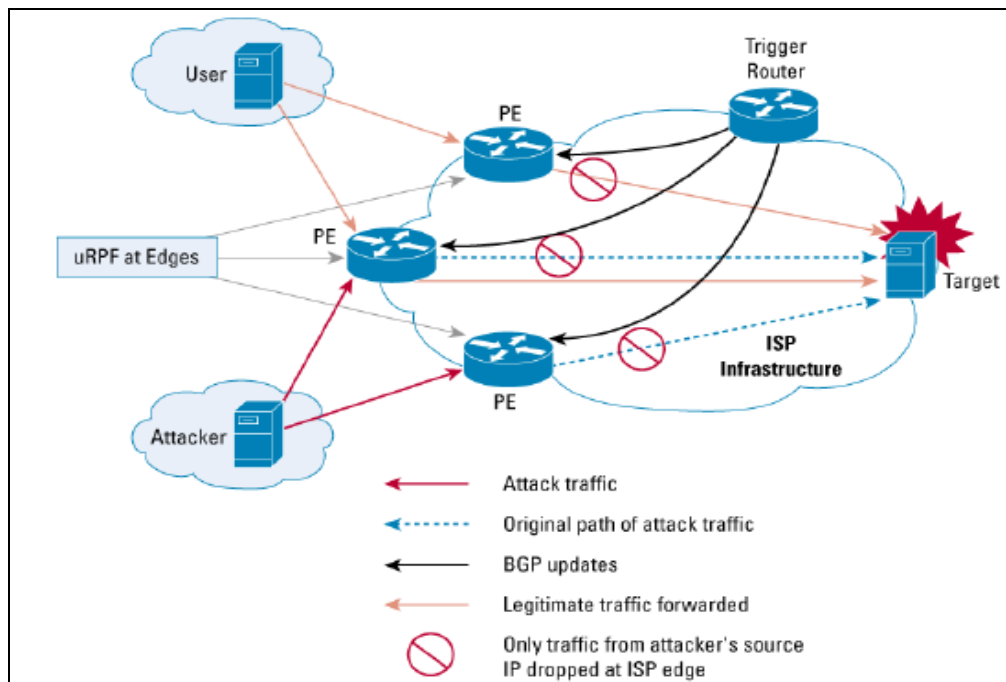 User
Trigger
Router
PE
PE
uRPF at Edges
Target
ISP
Infrastructure
PE
Attacker
Attack traffic
Original path of attack traffic
BGP updates
Legitimate traffic forwarded
Only traffic from attacker's source
IP dropped at ISP edge